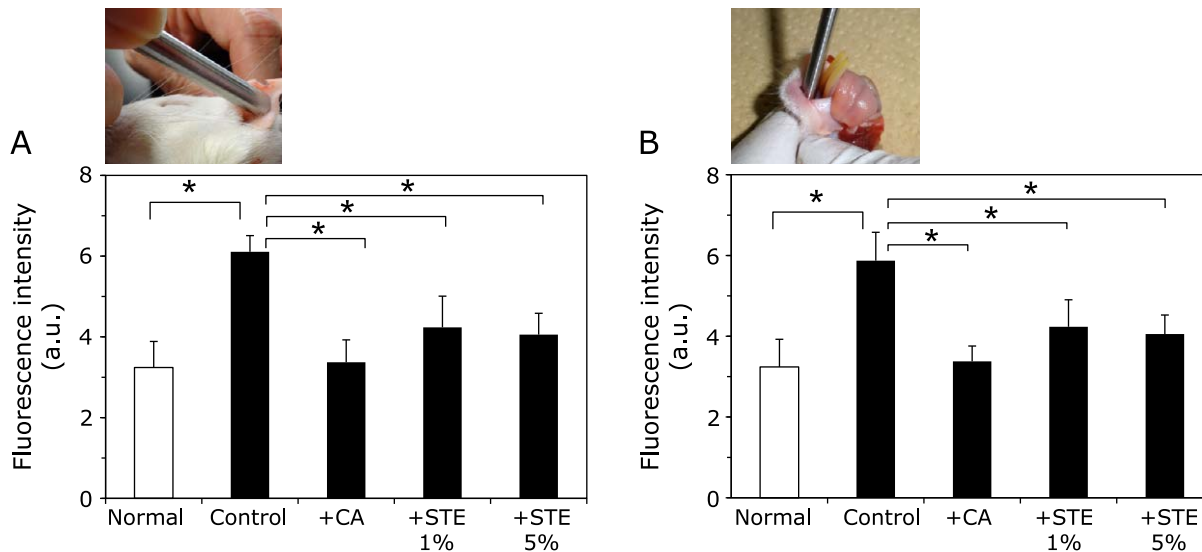 A
Fluorescence intensity
(a.u.)
8
6
4
2
0
*
*
*
*
Normal
Control
+CA
+STE
1%
+STE
5%
B
Fluorescence intensity
(a.u.)
8
6
4
2
0
*
*
*
*
Normal
Control
+CA
+STE
1%
+STE
5%